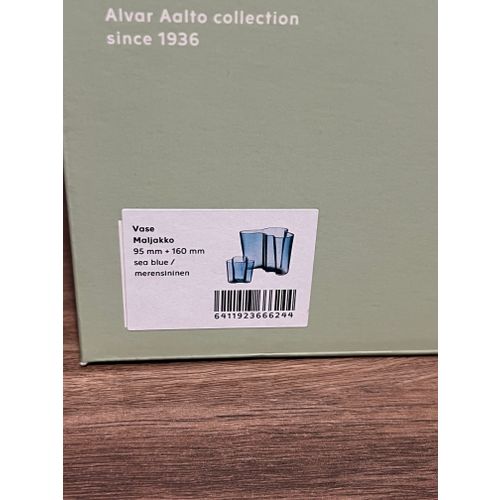 Alvar Aalto collection
since 1936
Vase
Maljakko
95 mm + 160 mm
sea blue /
merensininen
6411923666244